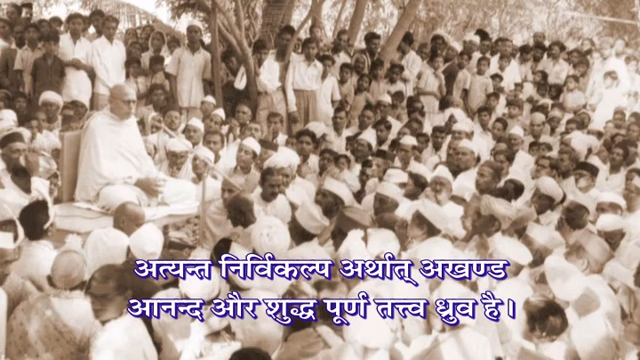 अत्यन्त निर्विकल्प अर्थात् अखण्ड
आनन्द और शुद्ध पूर्ण तत्त्व ध्रुव है।